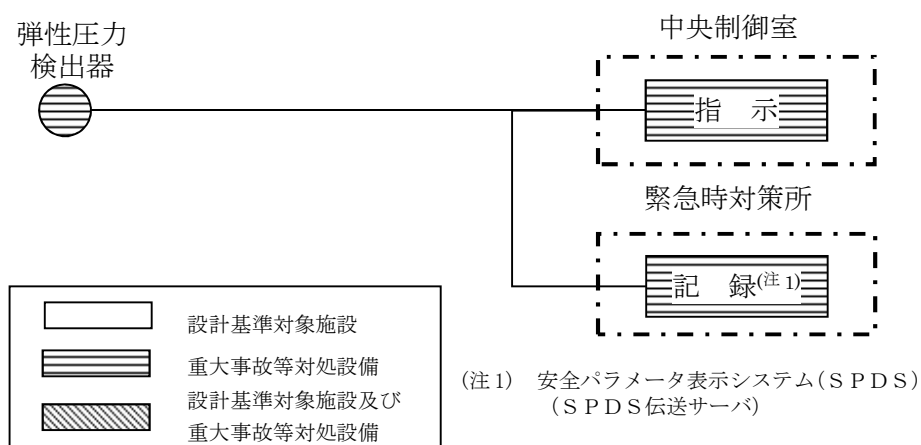 弾性圧力
検出器
中央制御室
指　示
緊急時対策所
記　録(注1)
設計基準対象施設
重大事故等対処設備
設計基準対象施設及び
重大事故等対処設備
(注1)　安全パラメータ表示システム(ＳＰＤＳ)
(ＳＰＤＳ伝送サーバ)